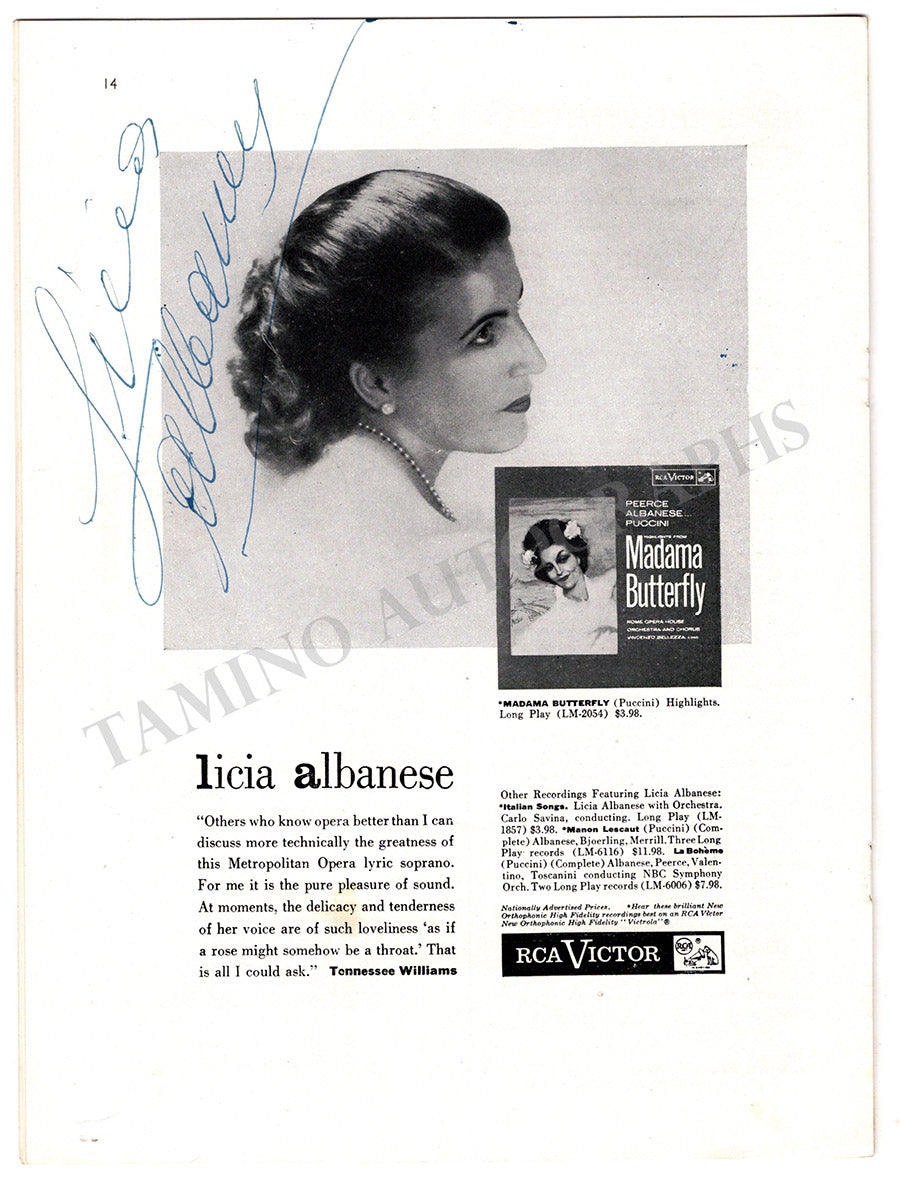 14
Licia
Albanese
RCA VICTOR
PEERCE
ALBANESE...
PUCCINI
HIGHLIGHTS FROM
Madama
Butterfly
ROME OPERA HOUSE
ORCHESTRA AND CHORUS
VINCENZO BELLEZZA, COND.
TAMINO AUTOGRAPHS
*MADAMA BUTTERFLY (Puccini) Highlights.
Long Play (LM-2054) $3.98.
licia albanese
"Others who know opera better than I can
discuss more technically the greatness of
this Metropolitan Opera lyric soprano.
For me it is the pure pleasure of sound.
At moments, the delicacy and tenderness
of her voice are of such loveliness 'as if
a rose might somehow be a throat.' That
is all I could ask." Tennessee Williams
Other Recordings Featuring Licia Albanese:
*Italian Songs. Licia Albanese with Orchestra.
Carlo Savina, conducting. Long Play (LM-
1857) $3.98. *Manon Lescaut (Puccini) (Com-
plete) Albanese, Bjoerling, Merrill. Three Long
Play records (LM-6116) $11.98. La Bohème
(Puccini) (Complete) Albanese, Peerce, Valen-
tino, Toscanini conducting NBC Symphony
Orch. Two Long Play records (LM-6006) $7.98.
Nationally Advertised Prices. *Hear these brilliant New
Orthophonic High Fidelity recordings best on an RCA Victor
New Orthophonic High Fidelity "Victrola"®
RCA VICTOR
RCA ®